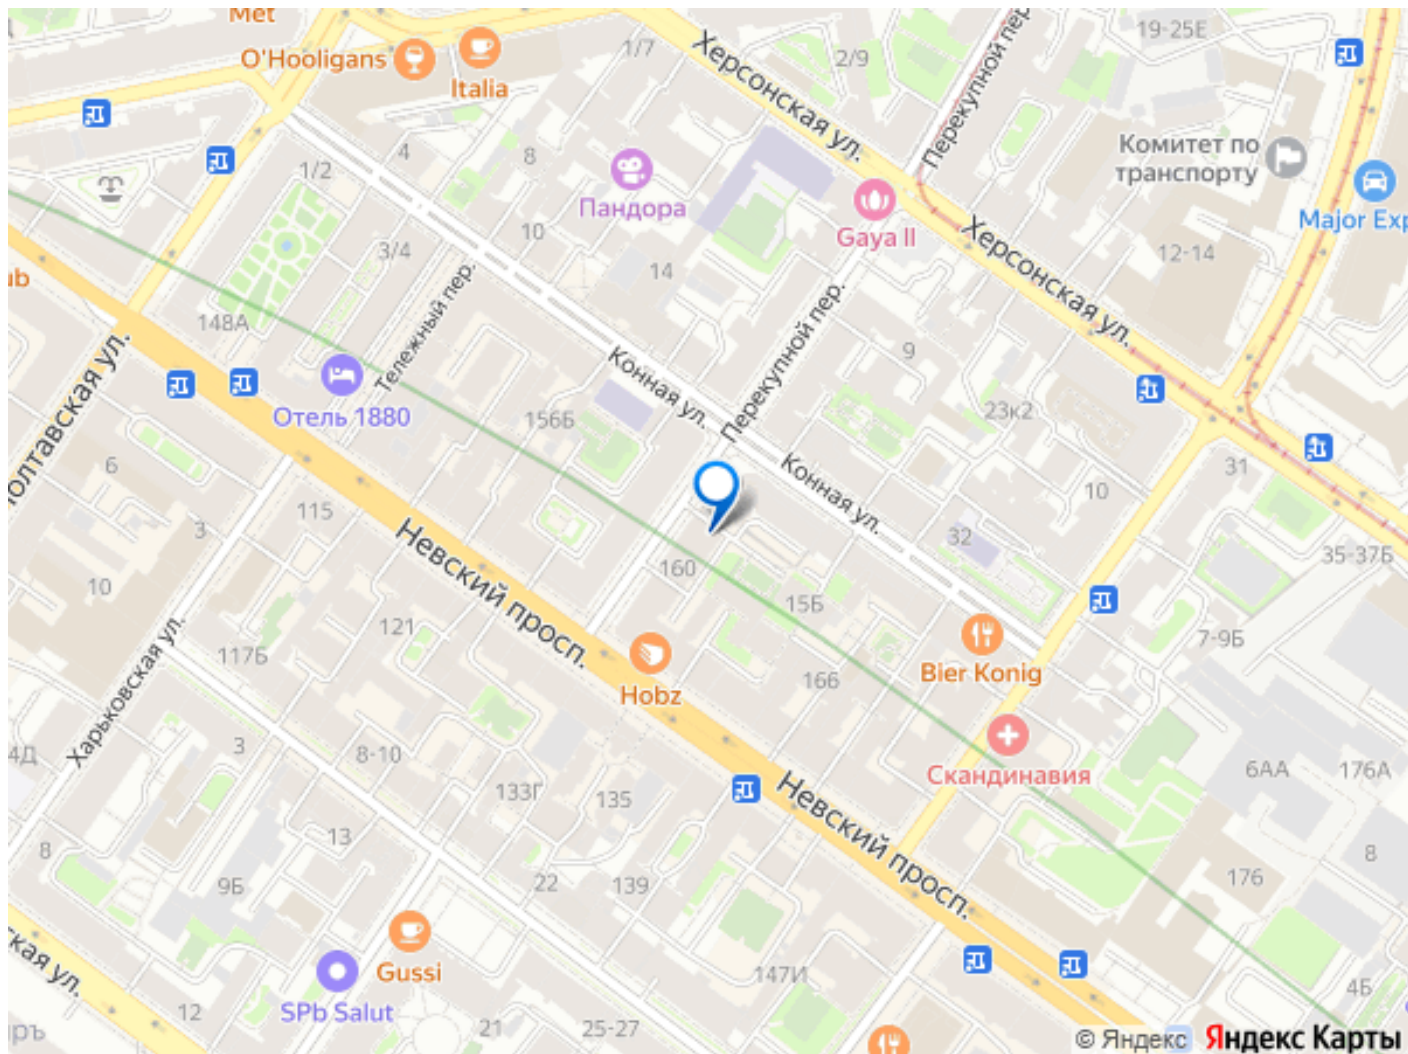 Met
O'Hooligans
Italia
1/7
Херсонская ул.
2/9
Перекупной пер
19-25Е
Комитет по
транспорту
Major Exp
4
8
1/2
Пандора
Gaya II
10
14
3/4
Херсонская ул.
12-14
ub
148А
Тележный пер.
Перекупной пер.
9
Конная ул.
Отель 1880
156Б
23к2
Полтавская ул.
6
115
3
Конная ул.
10
31
32
35-37Б
Невский просп.
160
15Б
10
121
117Б
Харьковская ул.
Hobz
166
Bier Konig
7-9Б
4Д
3
8-10
133Г
135
Невский просп.
Скандинавия
6АА
176А
13
8
9Б
22
139
176
8
ская ул.
Gussi
SPb Salut
12
21
25-27
147И
4Б
ръ
© Яндекс Яндекс Карты